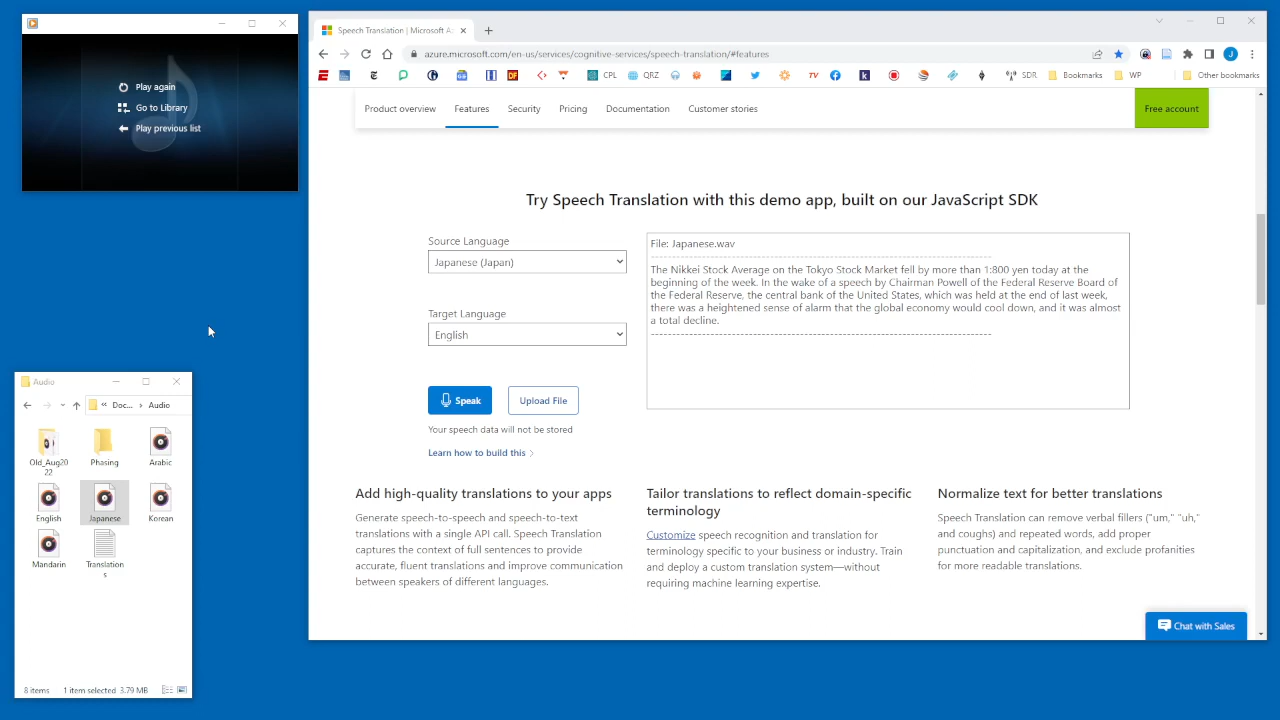 Play again
Go to Library
Play previous list
Audio
Doc...
Audio
Old_Aug20
22
Phasing
Arabic
English
Japanese
Korean
Mandarin
Translation
s
8 items
1 item selected 3.79 MB
Speech Translation | Microsoft A
azure.microsoft.com/en-us/services/cognitive-services/speech-translation/#features
J
CPL
QRZ
DF
TV
SDR
Bookmarks
WP
Other bookmarks
Product overview
Features
Security
Pricing
Documentation
Customer stories
Free account
Try Speech Translation with this demo app, built on our JavaScript SDK
Source Language
Japanese (Japan)
Target Language
English
Speak
Upload File
Your speech data will not be stored
Learn how to build this
File: Japanese.wav
The Nikkei Stock Average on the Tokyo Stock Market fell by more than 1:800 yen today at the
beginning of the week. In the wake of a speech by Chairman Powell of the Federal Reserve Board of
the Federal Reserve, the central bank of the United States, which was held at the end of last week,
there was a heightened sense of alarm that the global economy would cool down, and it was almost
a total decline.
Add high-quality translations to your apps
Generate speech-to-speech and speech-to-text
translations with a single API call. Speech Translation
captures the context of full sentences to provide
accurate, fluent translations and improve communication
between speakers of different languages.
Tailor translations to reflect domain-specific
terminology
Customize speech recognition and translation for
terminology specific to your business or industry. Train
and deploy a custom translation system—without
requiring machine learning expertise.
Normalize text for better translations
Speech Translation can remove verbal fillers ("um," "uh,"
and coughs) and repeated words, add proper
punctuation and capitalization, and exclude profanities
for more readable translations.
Chat with Sales